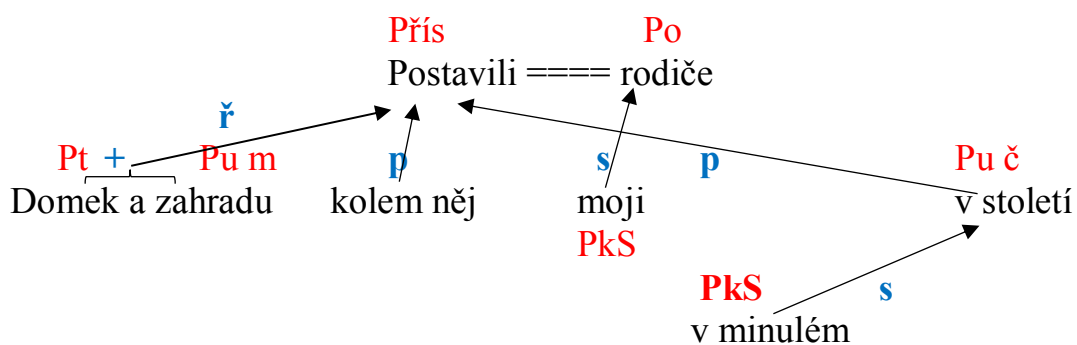 Přís Po
Postavili ==== rodiče
ř
Pt + Pu m p s p Pu č
Domek a zahradu kolem něj moji v století
PkS
PkS s
v minulém